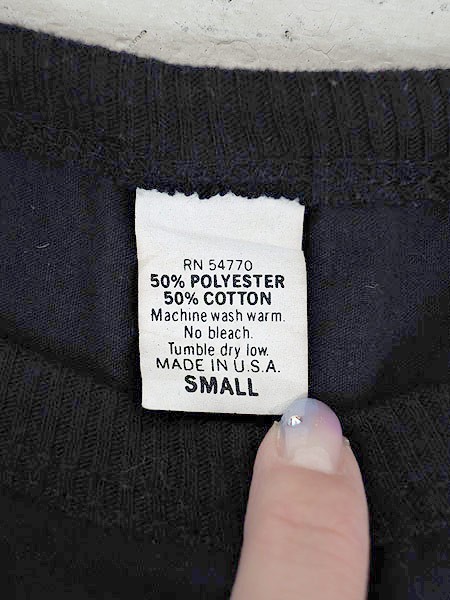 RN 54770
50% POLYESTER
50% COTTON
Machine wash warm.
No bleach.
Tumble dry low.
MADE IN U.S.A.
SMALL